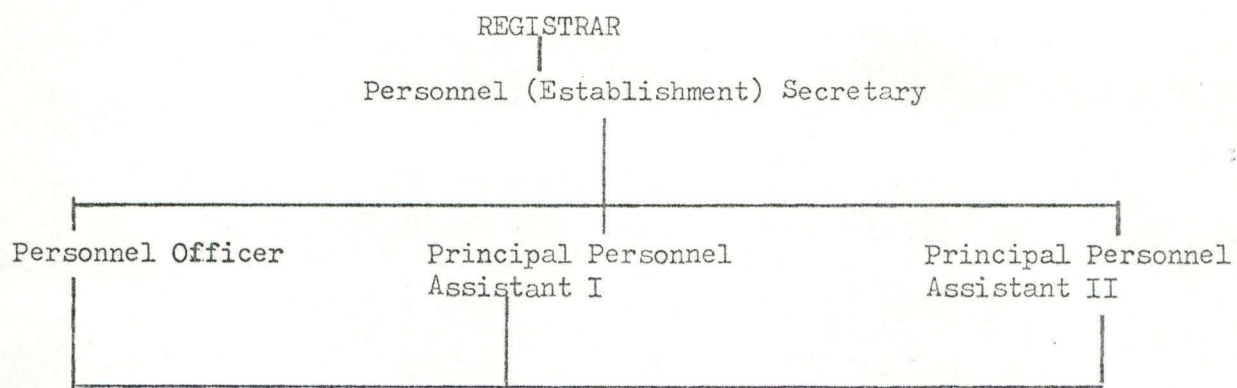 REGISTRAR
Personnel (Establishment) Secretary
Personnel Officer
Principal Personnel
Assistant I
Principal Personnel
Assistant II